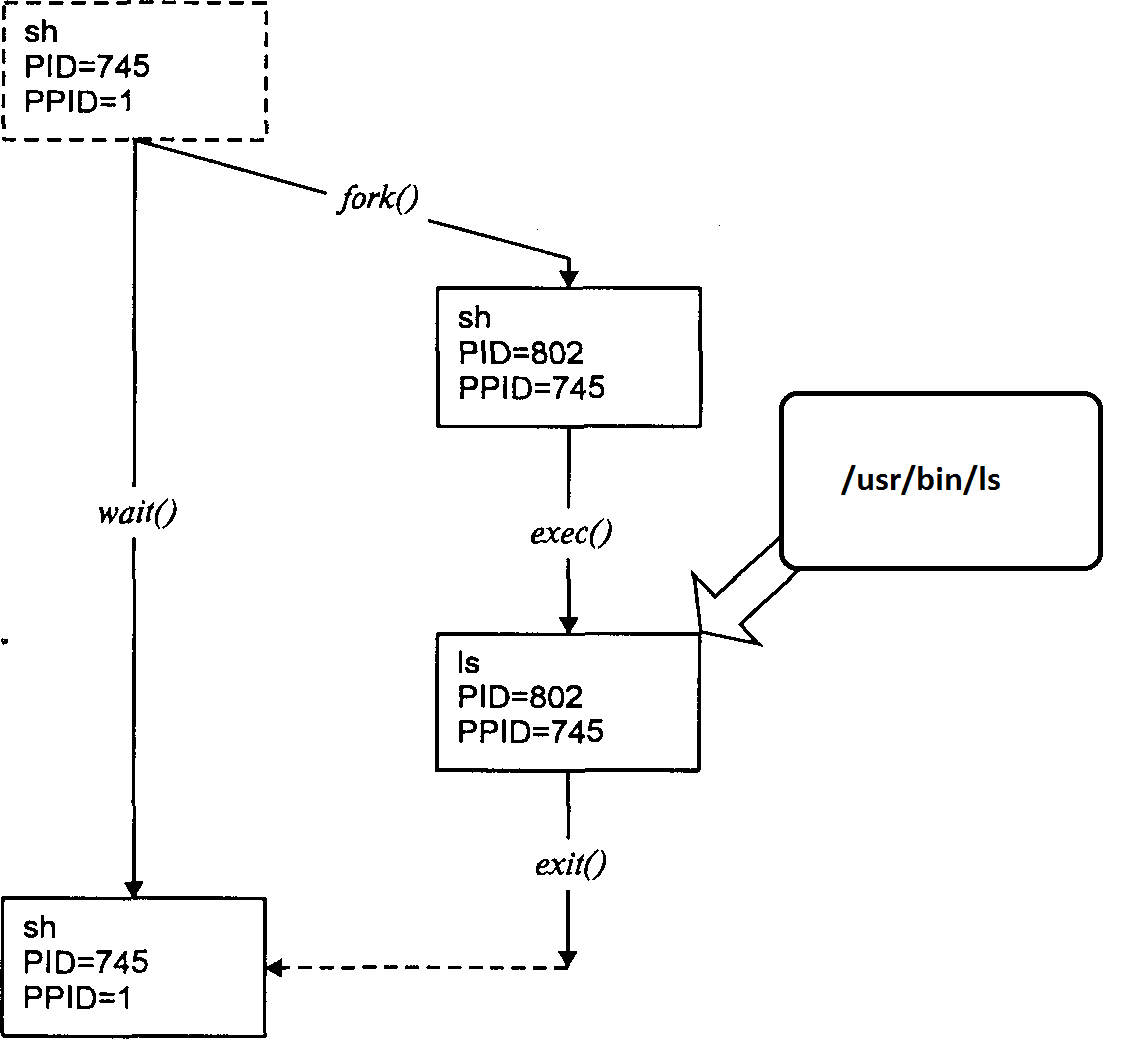 sh
PID=745
PPID=1
fork()
sh
PID=802
PPID=745
/usr/bin/ls
wait()
exec()
ls
PID=802
PPID=745
exit()
sh
PID=745
PPID=1